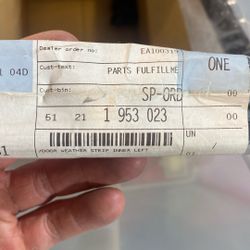 Dealer order no: EA100319
1 04D Cust-text: PARTS FULFILLME ONE
Cust-bin: SP-ORD 00
51 21 1 953 023 00
UN
51 /DOOR WEATHER STRIP INNER LEFT /